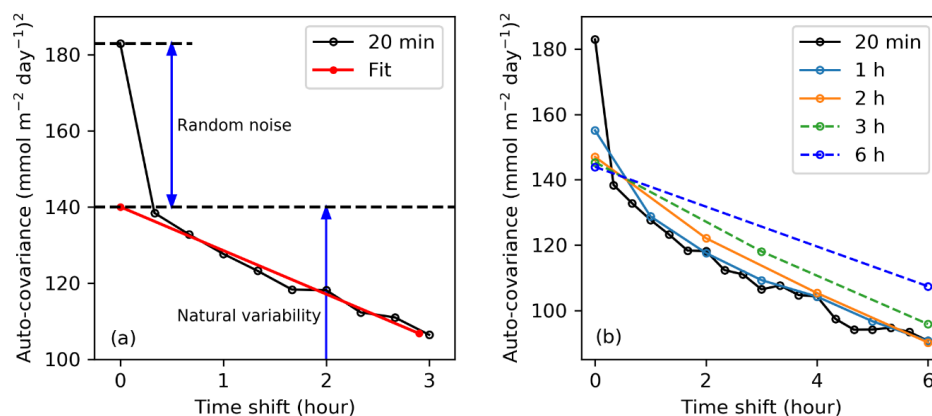 Auto-covariance (mmol m⁻² day⁻¹)²
180
160
140
120
100
20 min
Fit
Random noise
Natural variability
(a)
0
1
2
3
Time shift (hour)
Auto-covariance (mmol m⁻² day⁻¹)²
180
160
140
120
100
20 min
1 h
2 h
3 h
6 h
(b)
0
2
4
6
Time shift (hour)